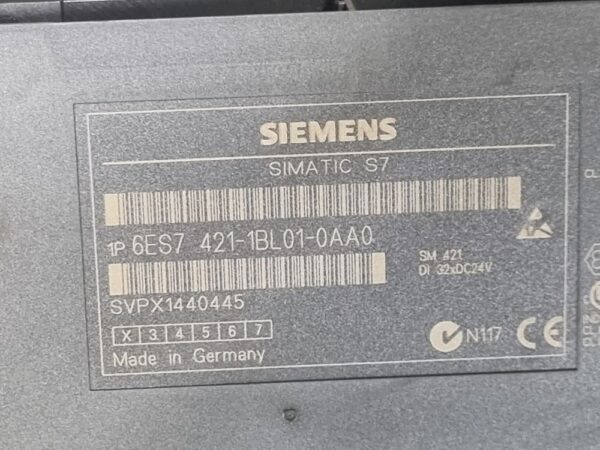 SIEMENS
SIMATIC S7
1P 6ES7 421-1BL01-0AA0
SM 421
DI 32xDC24V
SVPX1440445
X 3 4 5 6 7
N117 CE
Made in Germany